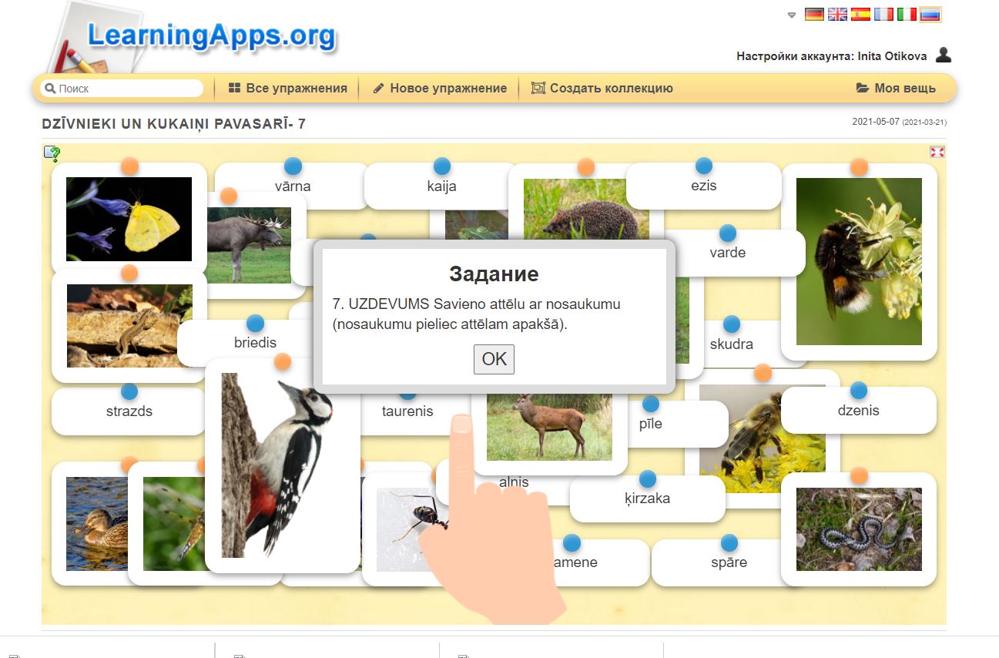 LearningApps.org
Настройки аккаунта: Inita Otikova
Поиск
Все упражнения
Новое упражнение
Создать коллекцию
Моя вещь
DZĪVNIEKI UN KUKAIŅI PAVASARĪ- 7
2021-05-07 (2021-03-21)
vārna
kaija
ezis
varde
Задание
7. UZDEVUMS Savieno attēlu ar nosaukumu
(nosaukumu pieliec attēlam apakšā).
OK
briedis
skudra
strazds
taurenis
pīle
dzenis
alnis
ķirzaka
amene
spāre